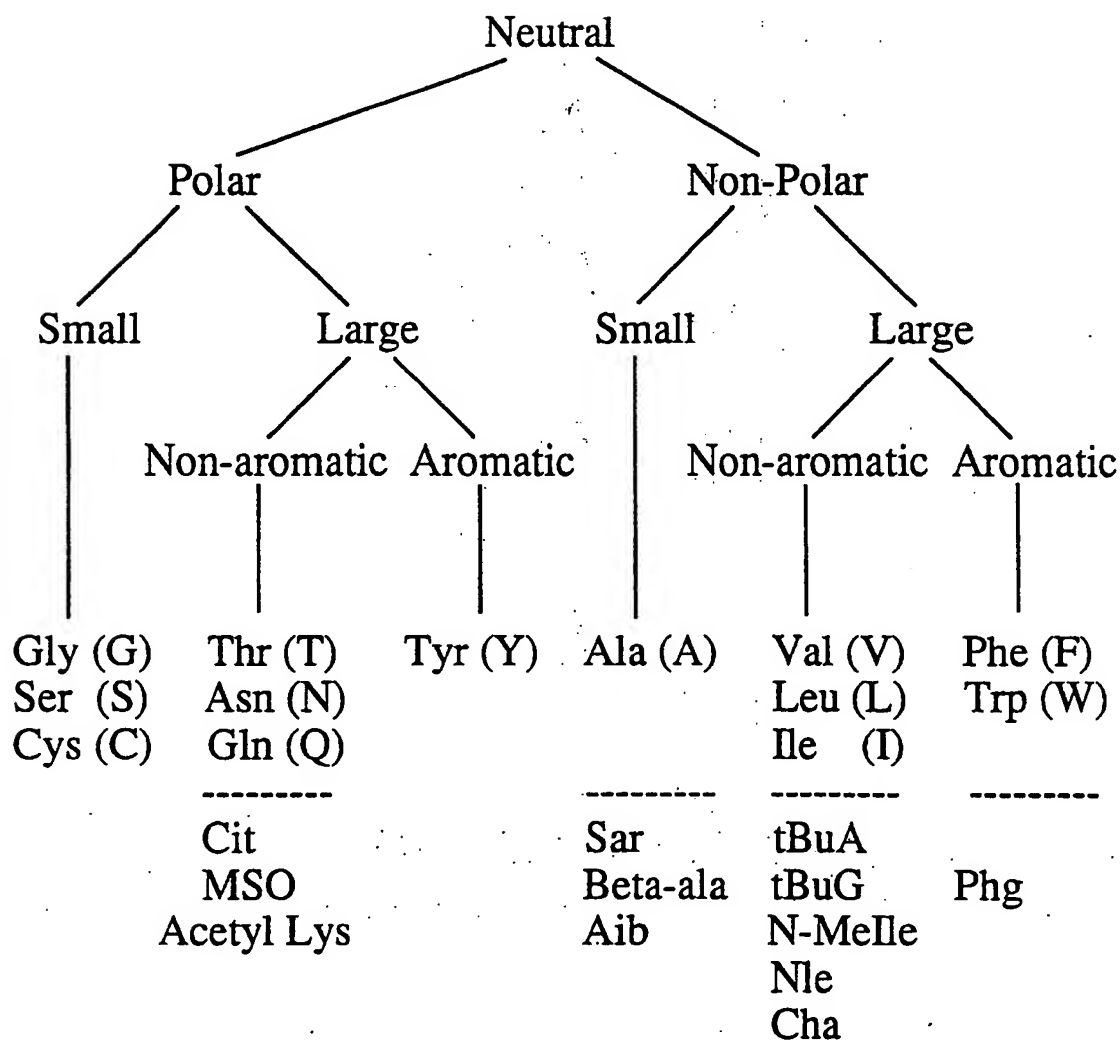 Neutral
Polar Non-Polar
Small Large Small Large
Non-aromatic Aromatic Non-aromatic Aromatic
Gly (G) Thr (T) Tyr (Y) Ala (A) Val (V) Phe (F)
Ser (S) Asn (N) Leu (L) Trp (W)
Cys (C) Gln (Q) Ile (I)
--------- --------- --------- ---------
Cit Sar tBuA
MSO Beta-ala tBuG Phg
Acetyl Lys Aib N-MeIle
Nle
Cha